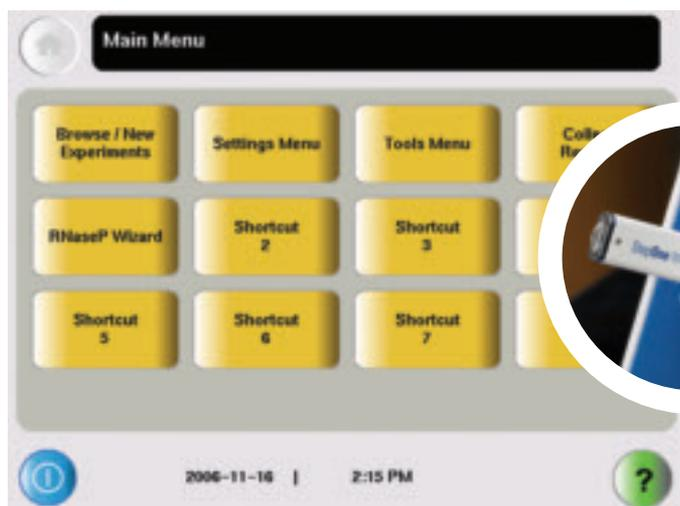 Main Menu
Browse / New
Experiments
Settings Menu
Tools Menu
RNaseP Wizard
Shortcut
2
Shortcut
3
Shortcut
5
Shortcut
6
Shortcut
7
StepOne
2006-11-16 |
2:15 PM
?